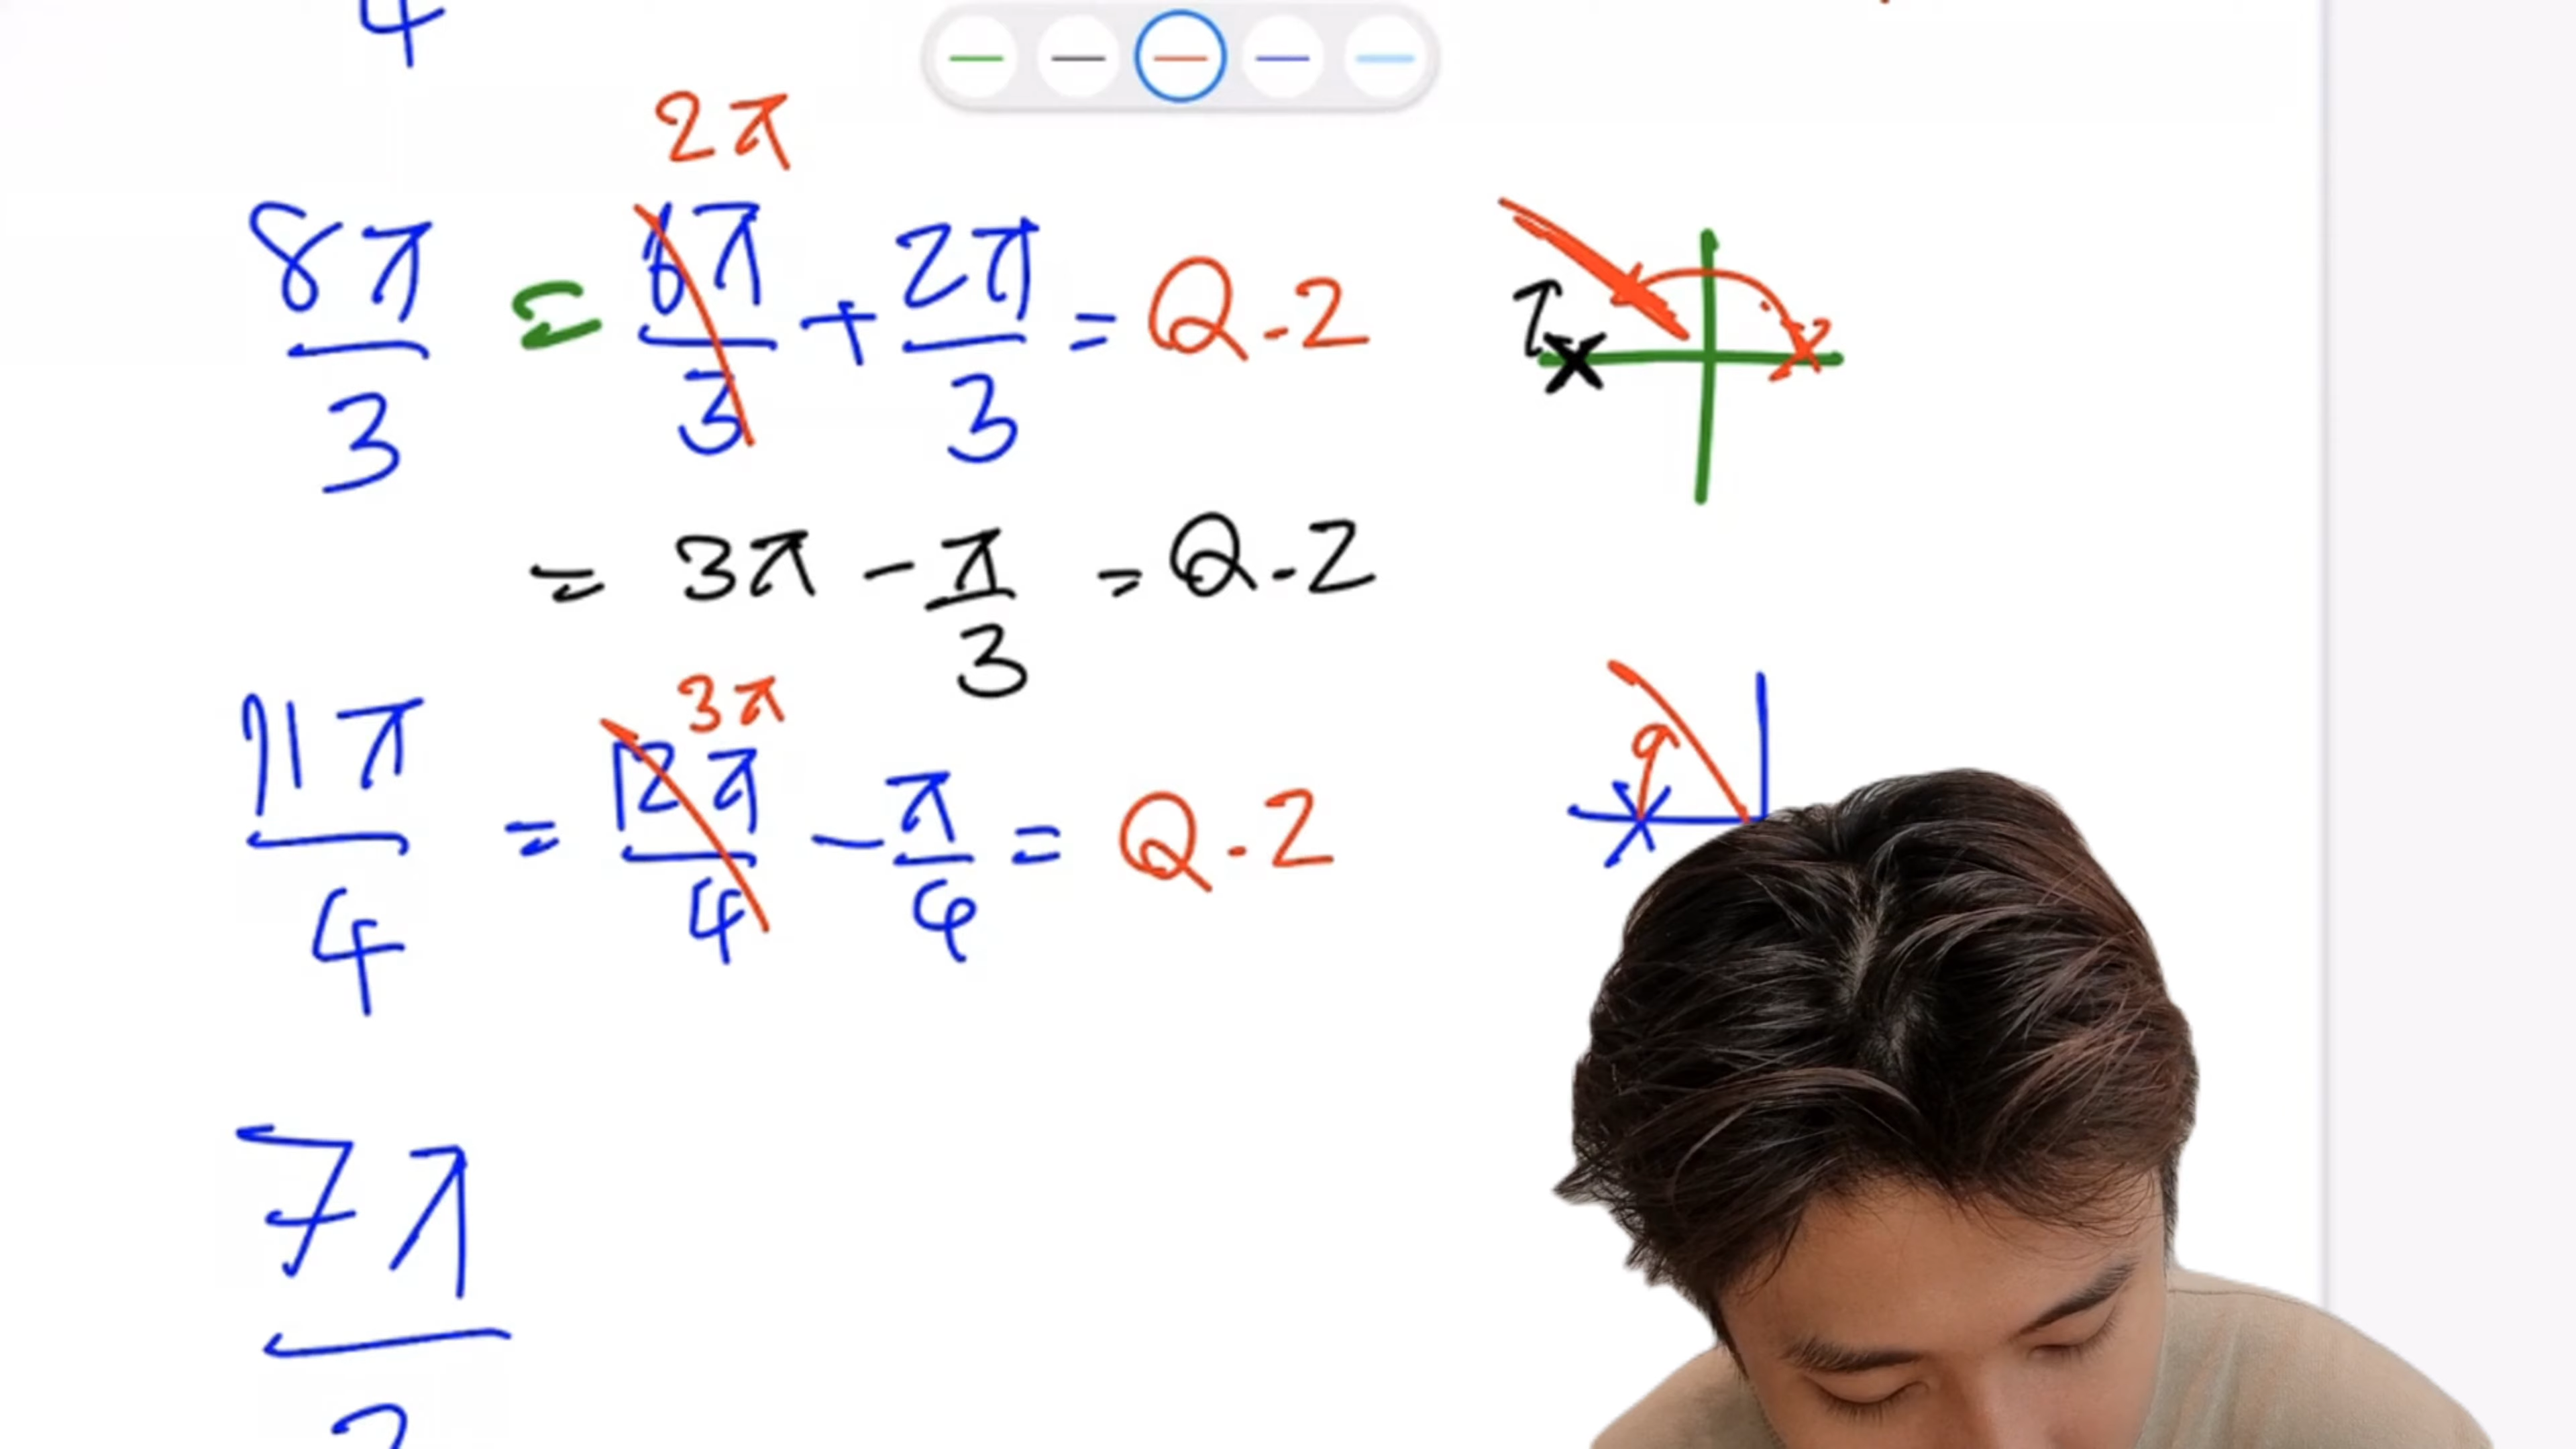 4
2π
8π/3 = 6π/3 + 2π/3 = Q-2
= 3π - π/3 = Q-2
3π
11π/4 = 12π/4 - π/4 = Q-2
7π